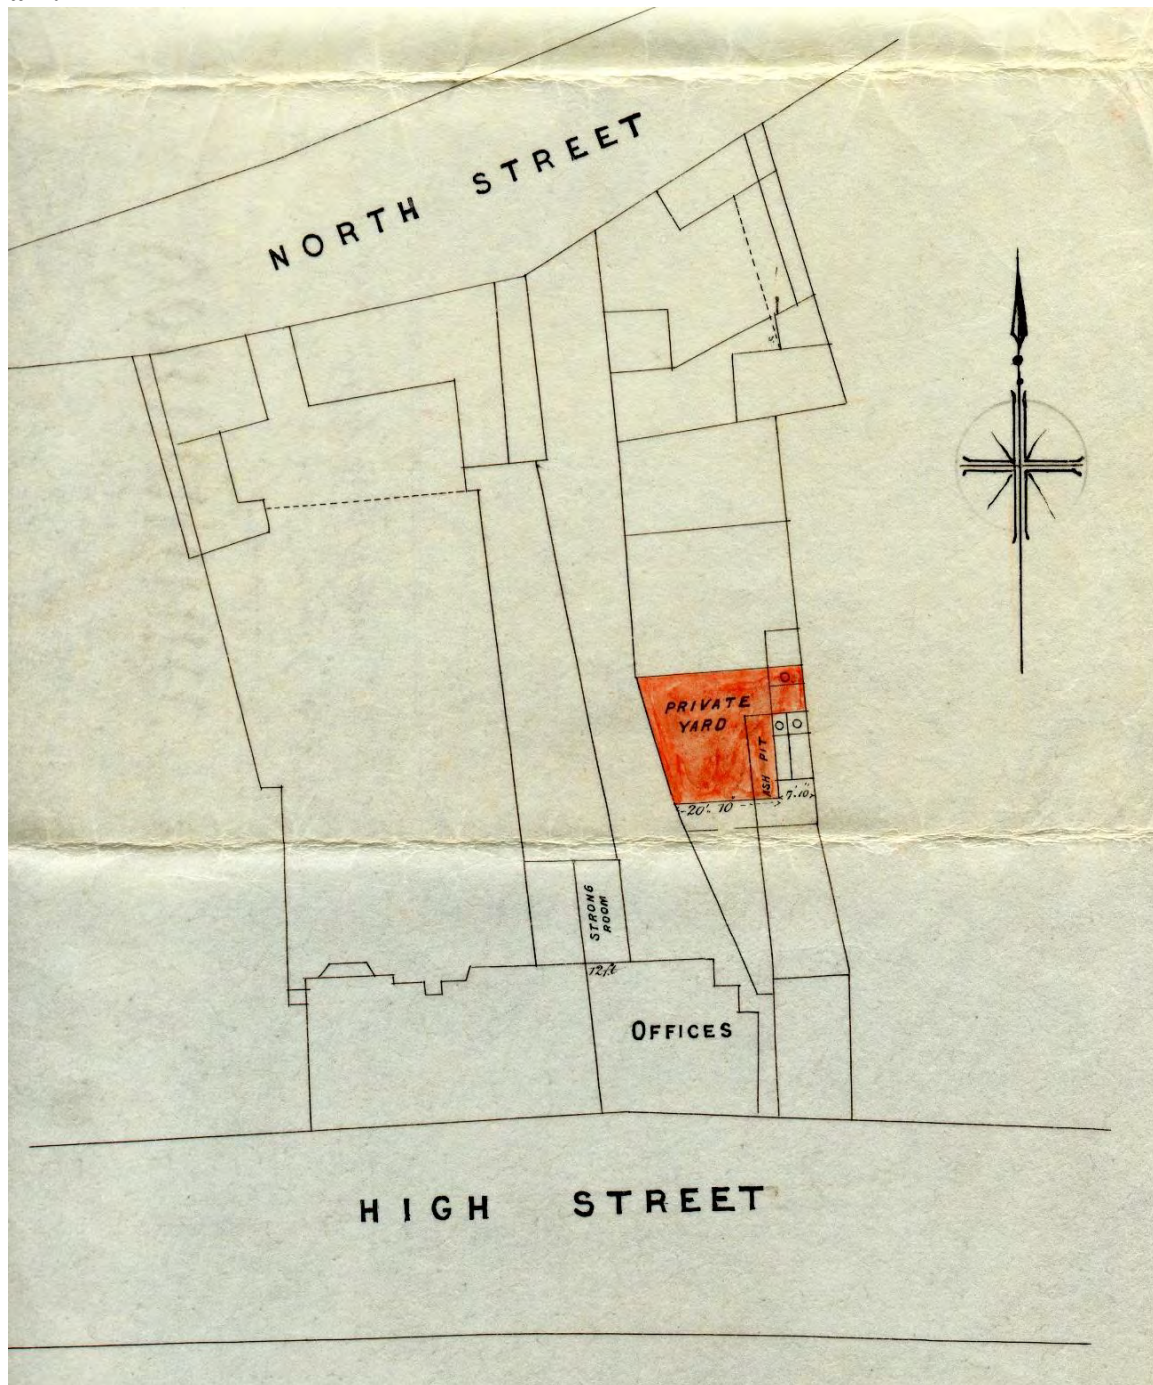 NORTH STREET
PRIVATE
YARD
ASH PIT
20'. 10"
7'. 10"
STRONG
ROOM
OFFICES
HIGH STREET